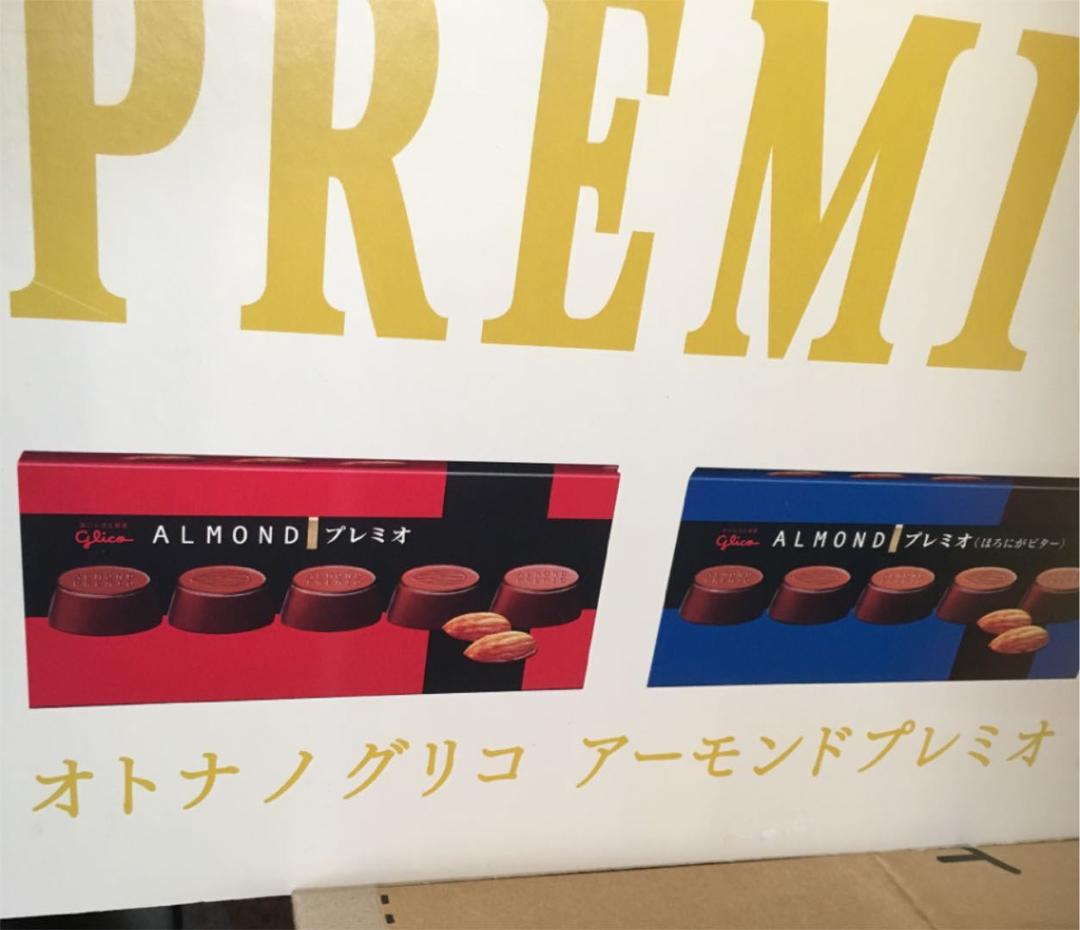 PREMI
Glico ALMOND プレミオ
Glico ALMOND プレミオ(ほろにがビター)
オトナノグリコ アーモンドプレミオ